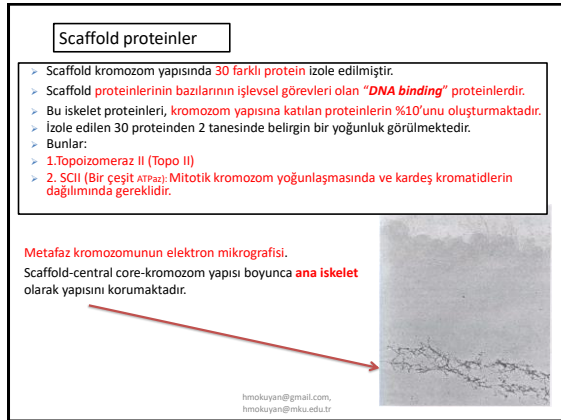 Scaffold proteinler
➢ Scaffold kromozom yapısında 30 farklı protein izole edilmiştir.
➢ Scaffold proteinlerinin bazılarının işlevsel görevleri olan “DNA binding” proteinlerdir.
➢ Bu iskelet proteinleri, kromozom yapısına katılan proteinlerin %10’unu oluşturmaktadır.
➢ İzole edilen 30 proteinden 2 tanesinde belirgin bir yoğunluk görülmektedir.
➢ Bunlar:
➢ 1.Topoizomeraz II (Topo II)
➢ 2. SCII (Bir çeşit ATPaz): Mitotik kromozom yoğunlaşmasında ve kardeş kromatidlerin
dağılımında gereklidir.
Metafaz kromozomunun elektron mikrografisi.
Scaffold-central core-kromozom yapısı boyunca ana iskelet
olarak yapısını korumaktadır.
hmokuyan@gmail.com,
hmokuyan@mku.edu.tr